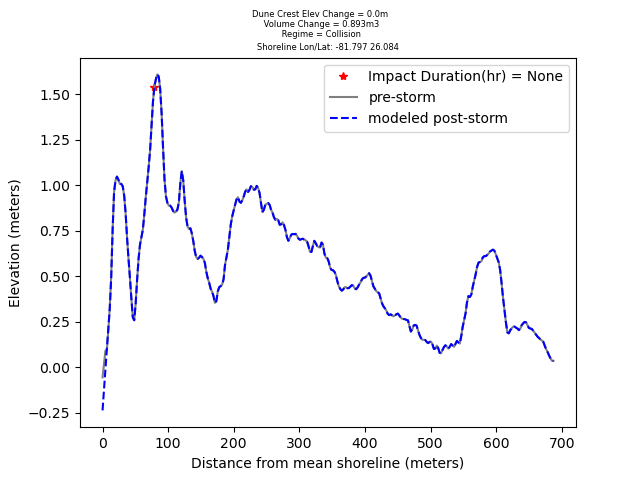 Dune Crest Elev Change = 0.0m
Volume Change = 0.893m3
Regime = Collision
Shoreline Lon/Lat: -81.797 26.084
Impact Duration(hr) = None
pre-storm
modeled post-storm
Elevation (meters)
1.50
1.25
1.00
0.75
0.50
0.25
0.00
−0.25
0 100 200 300 400 500 600 700
Distance from mean shoreline (meters)